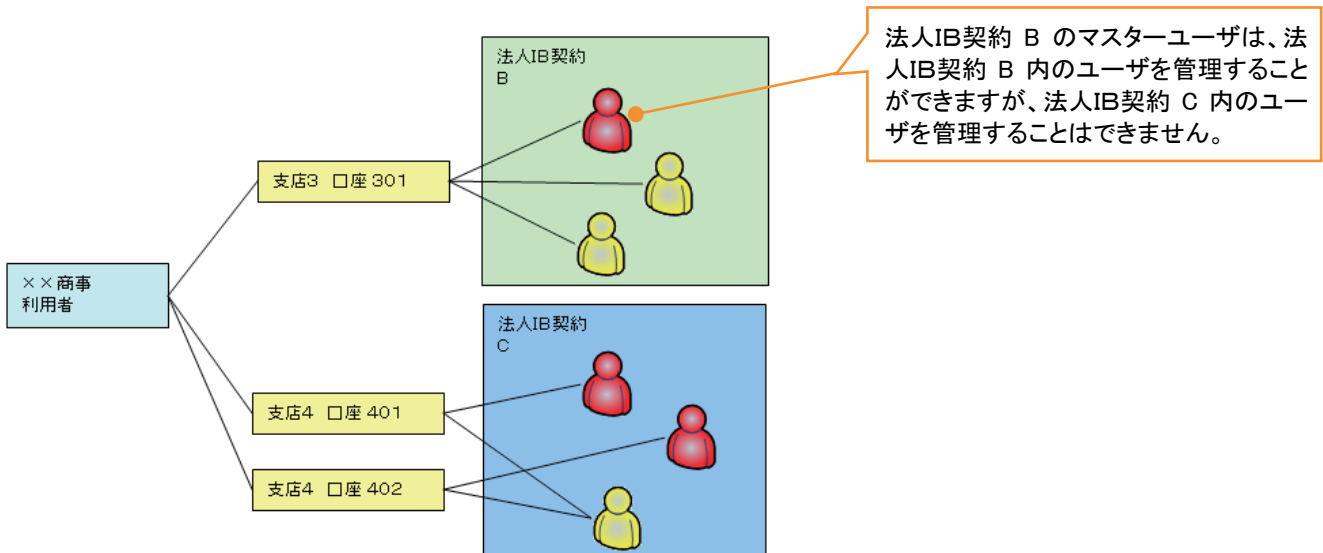 法人IB契約
B
法人IB契約 B のマスターユーザは、法
人IB契約 B 内のユーザを管理すること
ができますが、法人IB契約 C 内のユー
ザを管理することはできません。
支店3 口座 301
××商事
利用者
法人IB契約
C
支店4 口座 401
支店4 口座 402